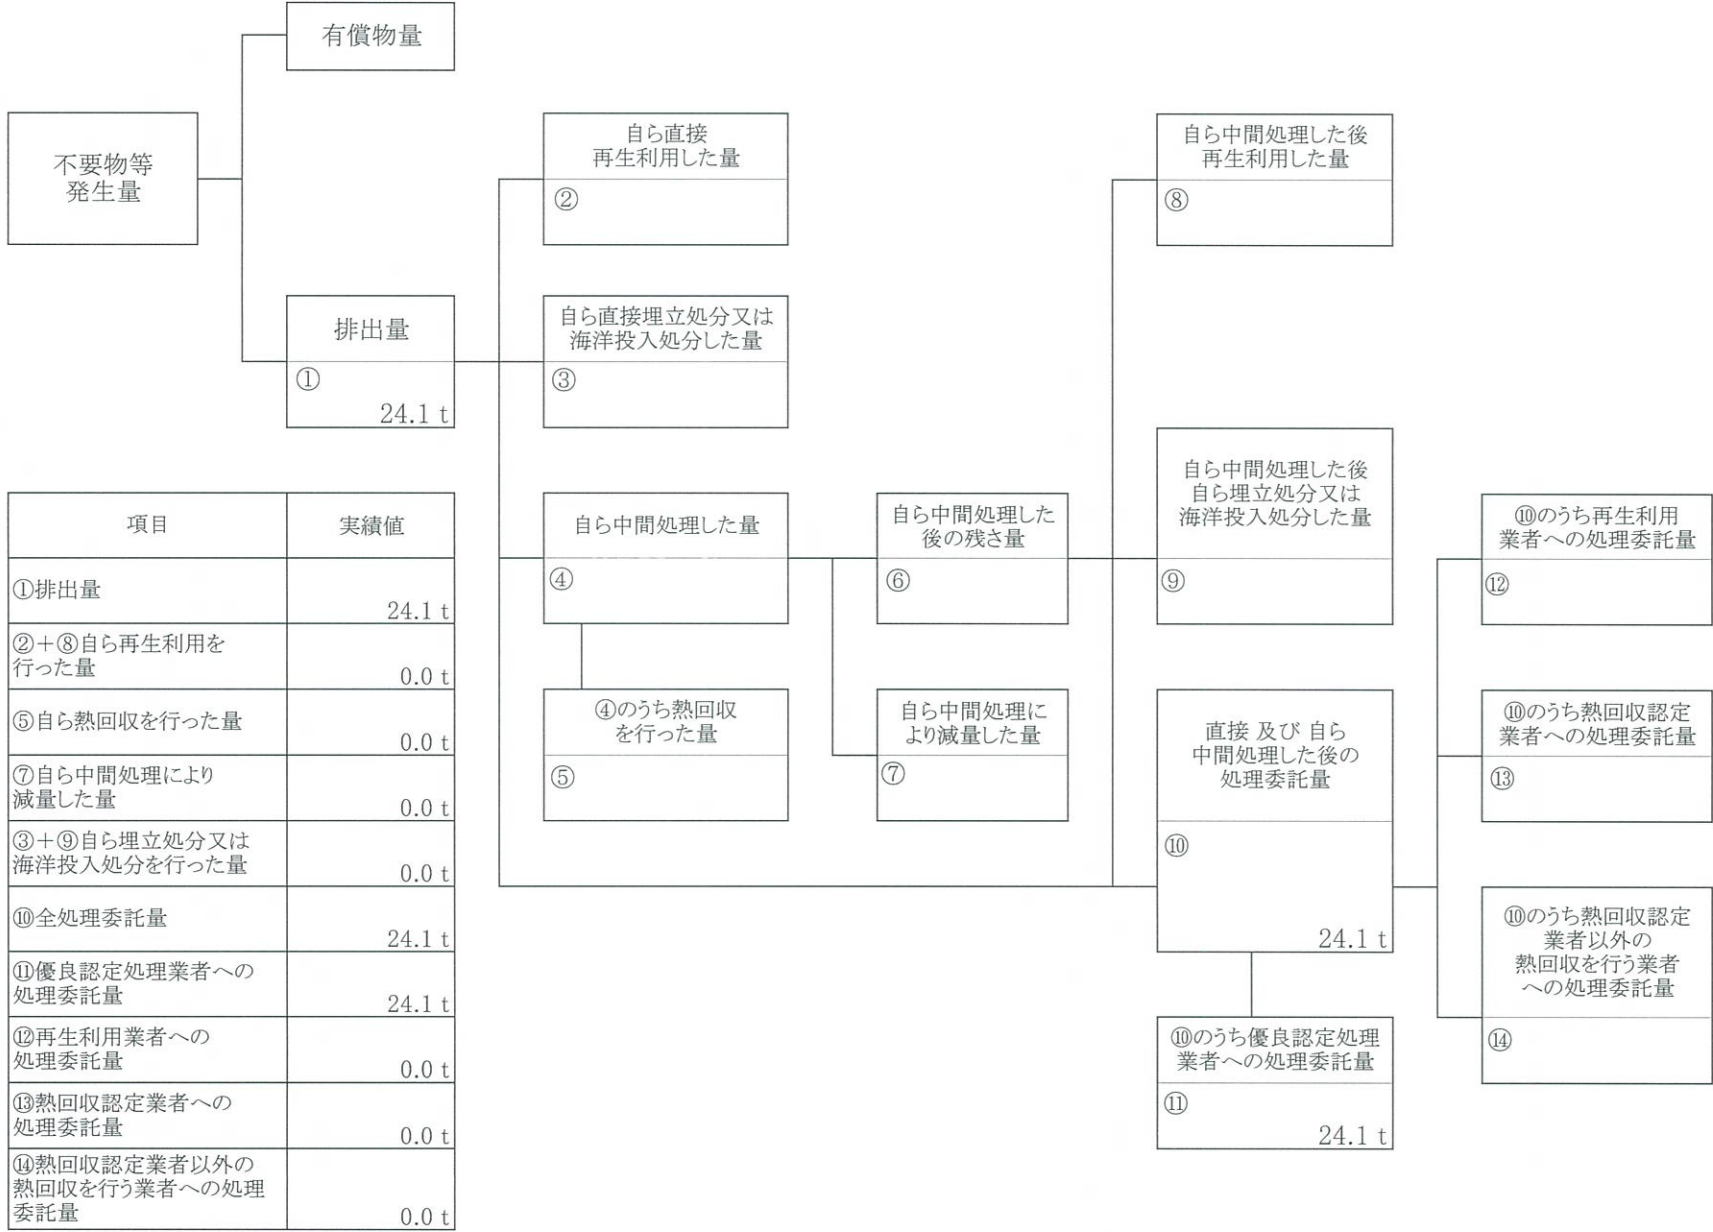 有償物量
不要物等
発生量
排出量
①
24.1 t
自ら直接
再生利用した量
②
自ら直接埋立処分又は
海洋投入処分した量
③
自ら中間処理した量
④
④のうち熱回収
を行った量
⑤
自ら中間処理した
後の残さ量
⑥
自ら中間処理に
より減量した量
⑦
自ら中間処理した後
再生利用した量
⑧
自ら中間処理した後
自ら埋立処分又は
海洋投入処分した量
⑨
直接 及び 自ら
中間処理した後の
処理委託量
⑩
24.1 t
⑩のうち優良認定処理
業者への処理委託量
⑪
24.1 t
⑩のうち再生利用
業者への処理委託量
⑫
⑩のうち熱回収認定
業者への処理委託量
⑬
⑩のうち熱回収認定
業者以外の
熱回収を行う業者
への処理委託量
⑭
項目 実績値
①排出量
24.1 t
②+⑧自ら再生利用を
行った量
0.0 t
⑤自ら熱回収を行った量
0.0 t
⑦自ら中間処理により
減量した量
0.0 t
③+⑨自ら埋立処分又は
海洋投入処分を行った量
0.0 t
⑩全処理委託量
24.1 t
⑪優良認定処理業者への
処理委託量
24.1 t
⑫再生利用業者への
処理委託量
0.0 t
⑬熱回収認定業者への
処理委託量
0.0 t
⑭熱回収認定業者以外の
熱回収を行う業者への処理
委託量
0.0 t